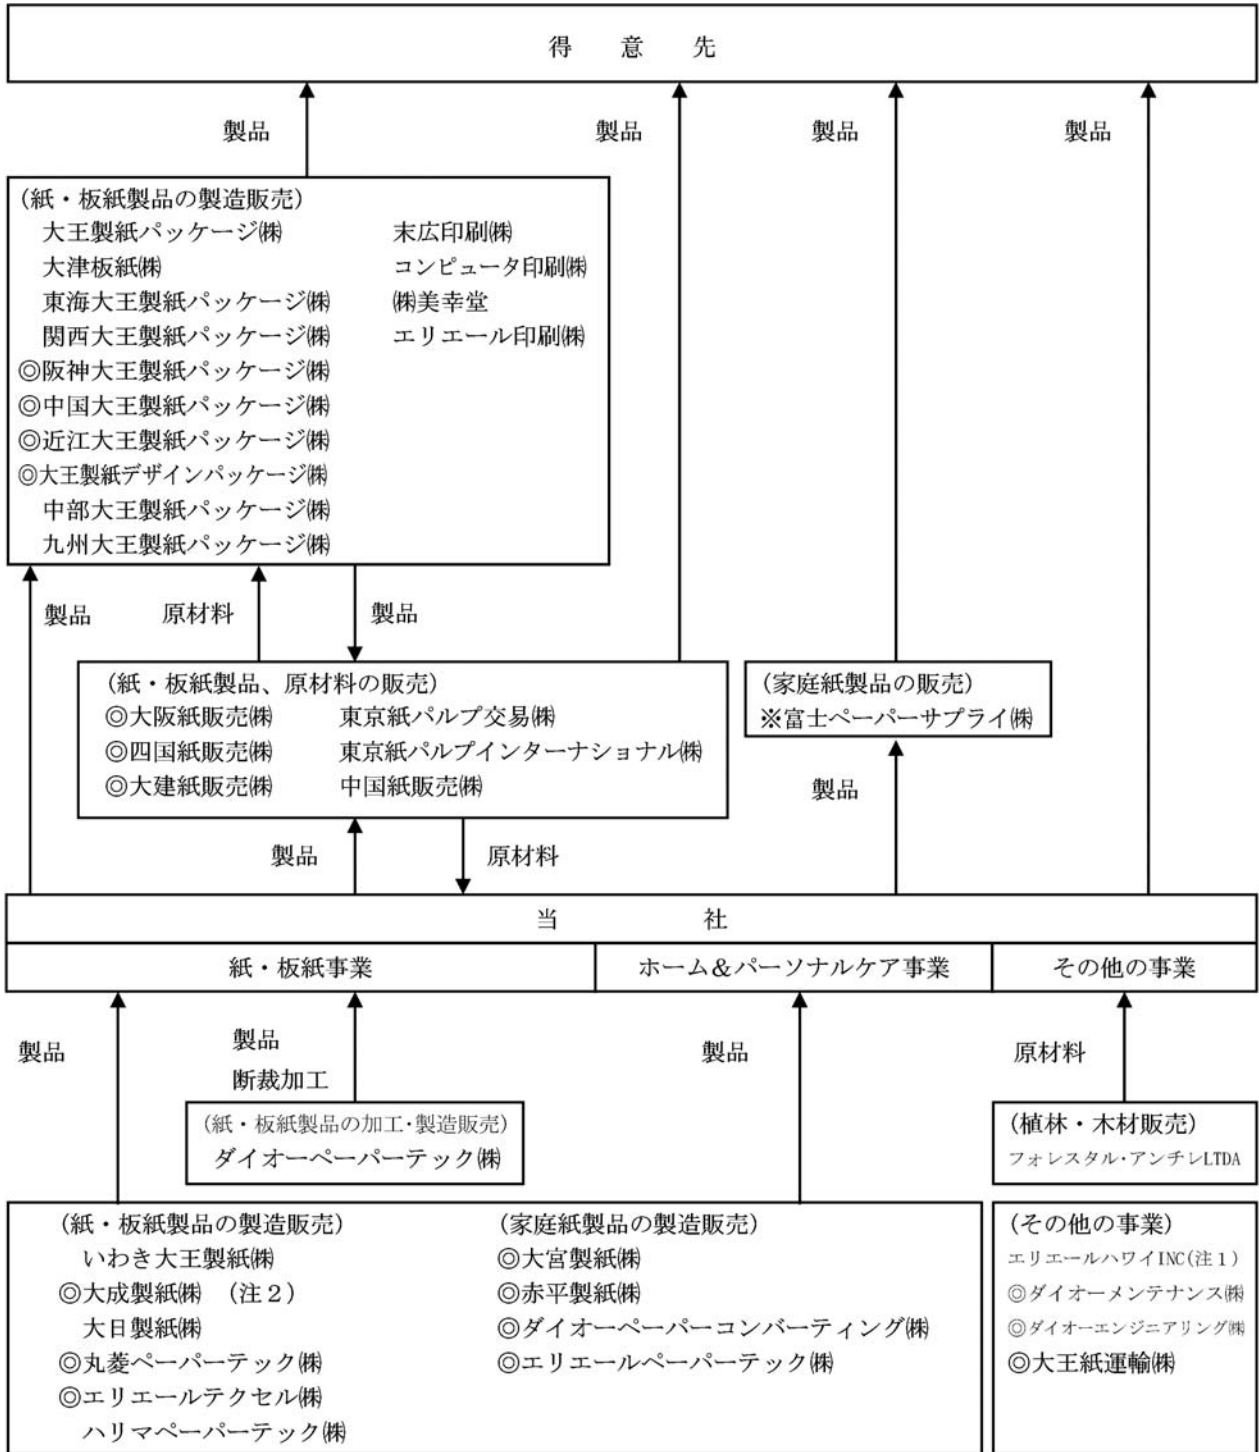 得意先
製品
製品
製品
製品
(紙・板紙製品の製造販売)
大王製紙パッケージ㈱
末広印刷㈱
大津板紙㈱
コンピュータ印刷㈱
東海大王製紙パッケージ㈱
㈱美幸堂
関西大王製紙パッケージ㈱
エリエール印刷㈱
◎阪神大王製紙パッケージ㈱
◎中国大王製紙パッケージ㈱
◎近江大王製紙パッケージ㈱
◎大王製紙デザインパッケージ㈱
中部大王製紙パッケージ㈱
九州大王製紙パッケージ㈱
製品
原材料
製品
(紙・板紙製品、原材料の販売)
◎大阪紙販売㈱
東京紙パルプ交易㈱
◎四国紙販売㈱
東京紙パルプインターナショナル㈱
◎大建紙販売㈱
中国紙販売㈱
(家庭紙製品の販売)
※富士ペーパーサプライ㈱
製品
製品
原材料
当社
紙・板紙事業
ホーム&パーソナルケア事業
その他の事業
製品
製品
断裁加工
製品
原材料
(紙・板紙製品の加工・製造販売)
ダイオーペーパーテック㈱
(植林・木材販売)
フォレスタル・アンチレLTDA
(紙・板紙製品の製造販売)
いわき大王製紙㈱
◎大成製紙㈱ (注2)
大日製紙㈱
◎丸菱ペーパーテック㈱
◎エリエールテクセル㈱
ハリマペーパーテック㈱
(家庭紙製品の製造販売)
◎大宮製紙㈱
◎赤平製紙㈱
◎ダイオーペーパーコンバーティング㈱
◎エリエールペーパーテック㈱
(その他の事業)
エリエールハワイINC(注1)
◎ダイオーメンテナンス㈱
◎ダイオーエンジニアリング㈱
◎大王紙運輸㈱